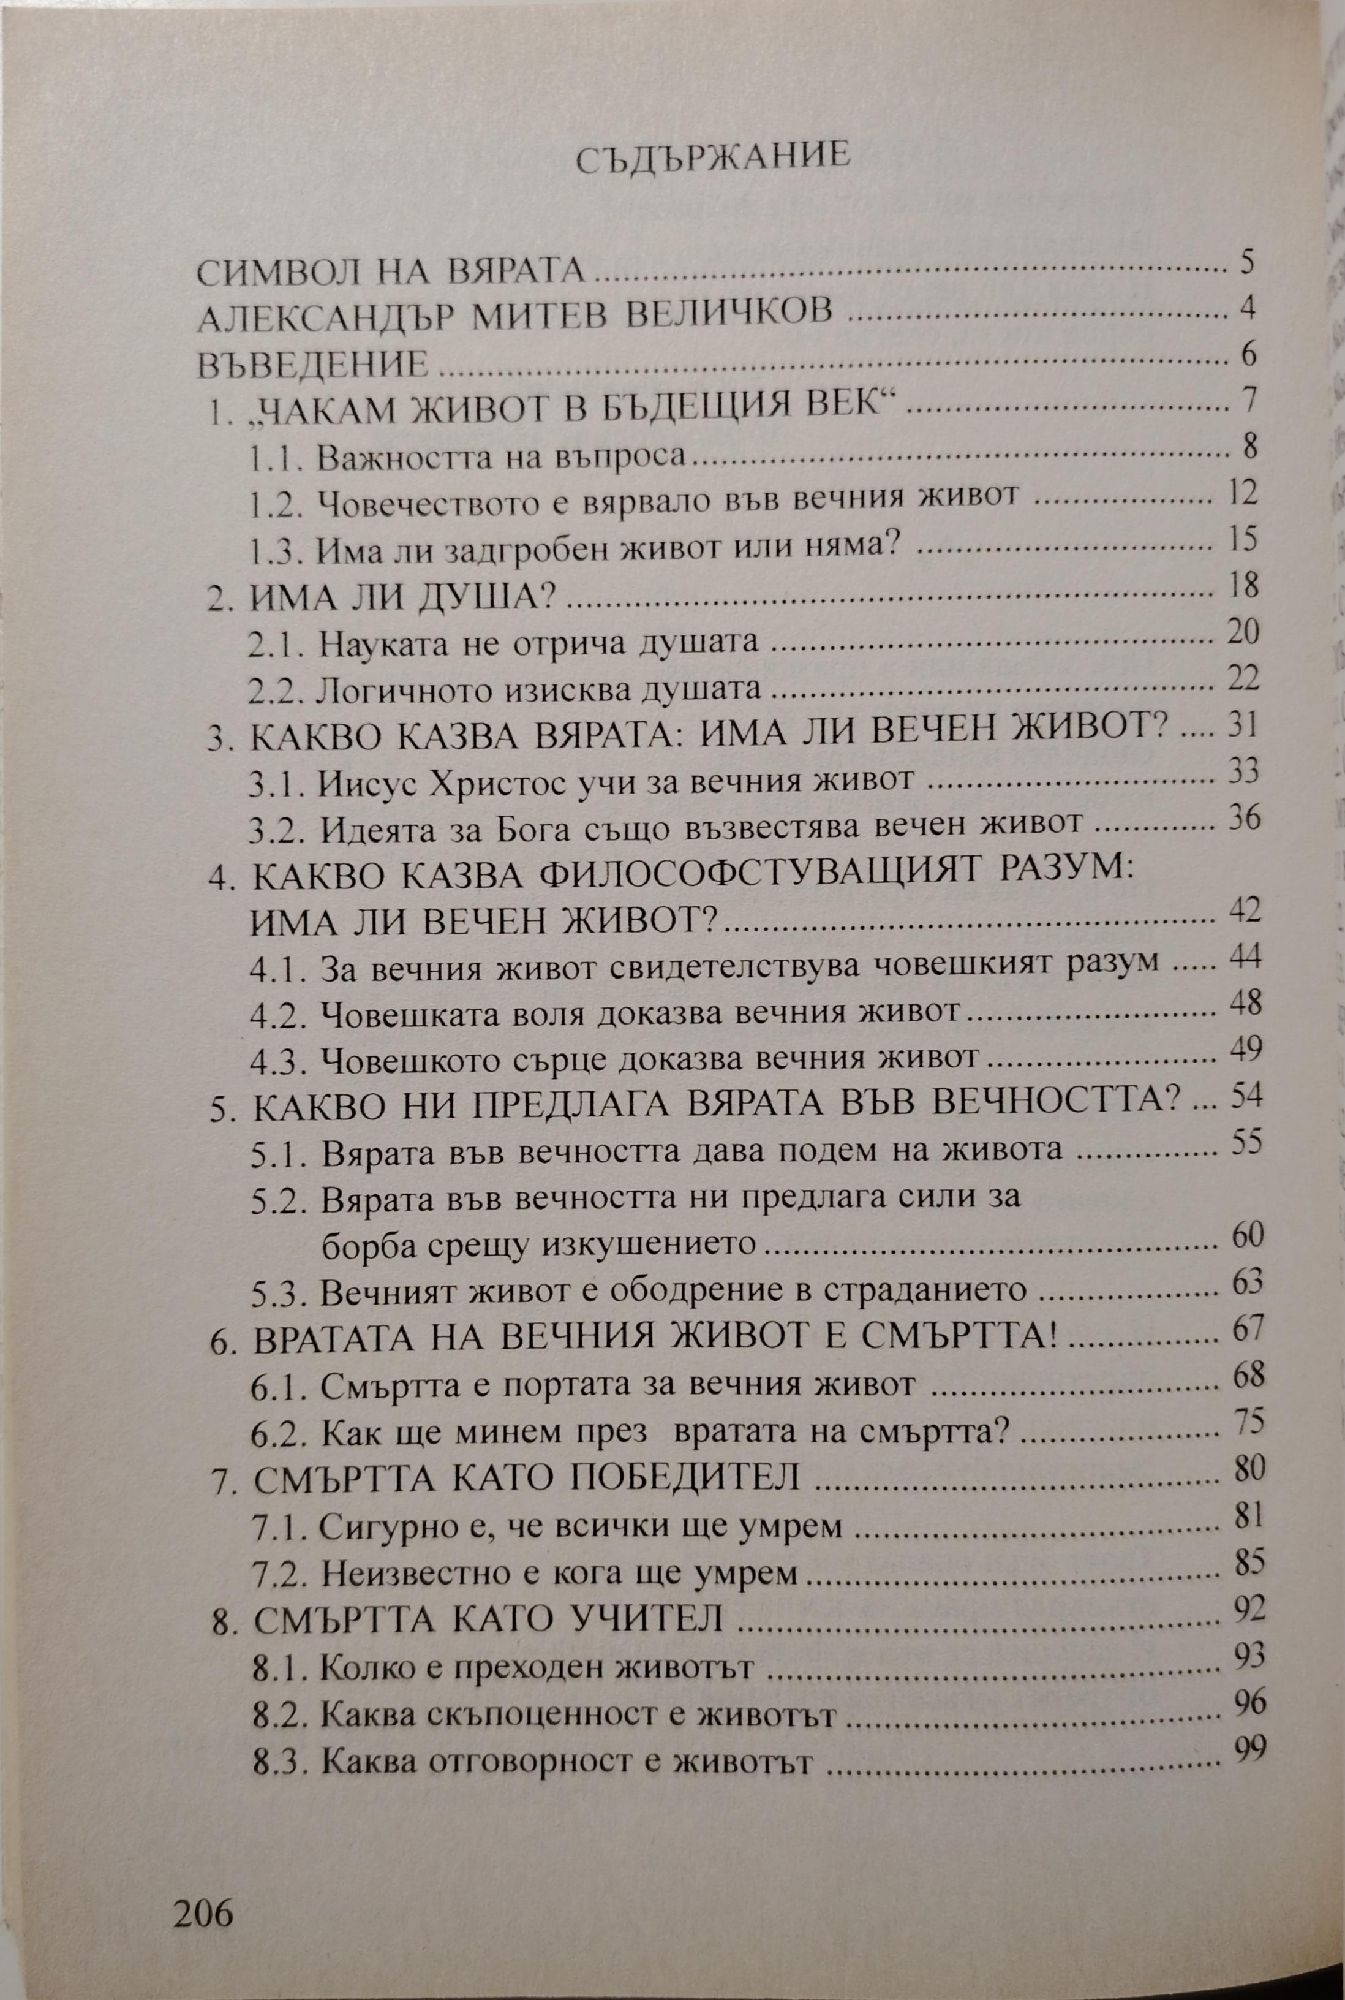 СЪДЪРЖАНИЕ
СИМВОЛ НА ВЯРАТА ........ 5
АЛЕКСАНДЪР МИТЕВ ВЕЛИЧКОВ ........ 4
ВЪВЕДЕНИЕ ........ 6
1. „ЧАКАМ ЖИВОТ В БЪДЕЩИЯ ВЕК“ ........ 7
1.1. Важността на въпроса ........ 8
1.2. Човечеството е вярвало във вечния живот ........ 12
1.3. Има ли задгробен живот или няма? ........ 15
2. ИМА ЛИ ДУША? ........ 18
2.1. Науката не отрича душата ........ 20
2.2. Логичното изисква душата ........ 22
3. КАКВО КАЗВА ВЯРАТА: ИМА ЛИ ВЕЧЕН ЖИВОТ? .... 31
3.1. Иисус Христос учи за вечния живот ........ 33
3.2. Идеята за Бога също възвестява вечен живот ........ 36
4. КАКВО КАЗВА ФИЛОСОФСТУВАЩИЯТ РАЗУМ:
ИМА ЛИ ВЕЧЕН ЖИВОТ? ........ 42
4.1. За вечния живот свидетелствува човешкият разум ..... 44
4.2. Човешката воля доказва вечния живот ........ 48
4.3. Човешкото сърце доказва вечния живот ........ 49
5. КАКВО НИ ПРЕДЛАГА ВЯРАТА ВЪВ ВЕЧНОСТТА? ... 54
5.1. Вярата във вечността дава подем на живота ........ 55
5.2. Вярата във вечността ни предлага сили за
борба срещу изкушението ........ 60
5.3. Вечният живот е ободрение в страданието ........ 63
6. ВРАТАТА НА ВЕЧНИЯ ЖИВОТ Е СМЪРТТА! ........ 67
6.1. Смъртта е портата за вечния живот ........ 68
6.2. Как ще минем през вратата на смъртта? ........ 75
7. СМЪРТТА КАТО ПОБЕДИТЕЛ ........ 80
7.1. Сигурно е, че всички ще умрем ........ 81
7.2. Неизвестно е кога ще умрем ........ 85
8. СМЪРТТА КАТО УЧИТЕЛ ........ 92
8.1. Колко е преходен животът ........ 93
8.2. Каква скъпоценност е животът ........ 96
8.3. Каква отговорност е животът ........ 99
206